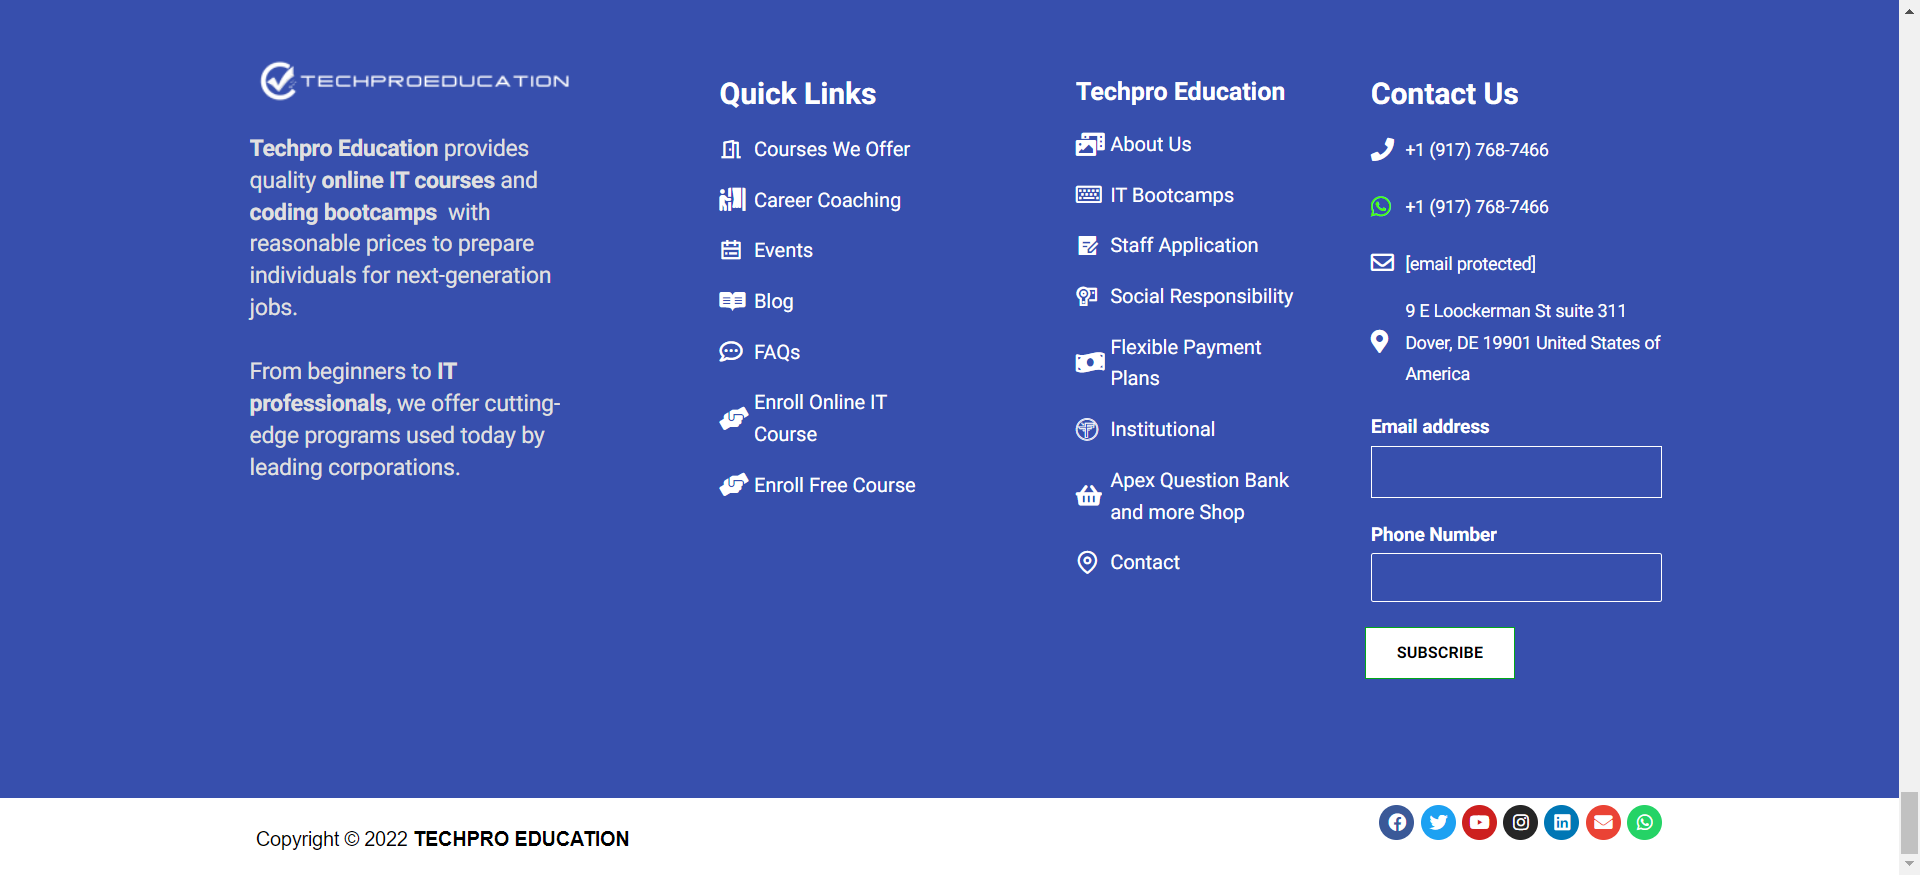 TECHPROEDUCATION
Techpro Education provides
quality online IT courses and
coding bootcamps with
reasonable prices to prepare
individuals for next-generation
jobs.
From beginners to IT
professionals, we offer cutting-
edge programs used today by
leading corporations.
Quick Links
Courses We Offer
Career Coaching
Events
Blog
FAQs
Enroll Online IT
Course
Enroll Free Course
Techpro Education
About Us
IT Bootcamps
Staff Application
Social Responsibility
Flexible Payment
Plans
Institutional
Apex Question Bank
and more Shop
Contact
Contact Us
+1 (917) 768-7466
+1 (917) 768-7466
[email protected]
9 E Loockerman St suite 311
Dover, DE 19901 United States of
America
Email address
Phone Number
SUBSCRIBE
Copyright © 2022 TECHPRO EDUCATION